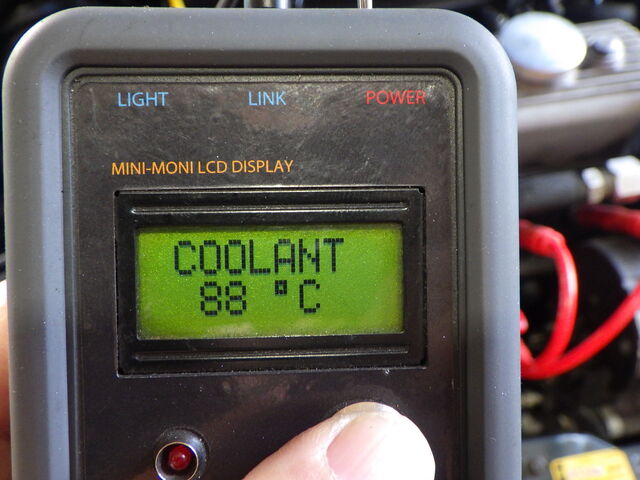 LIGHT LINK POWER
MINI-MONI LCD DISPLAY
COOLANT
88 °C